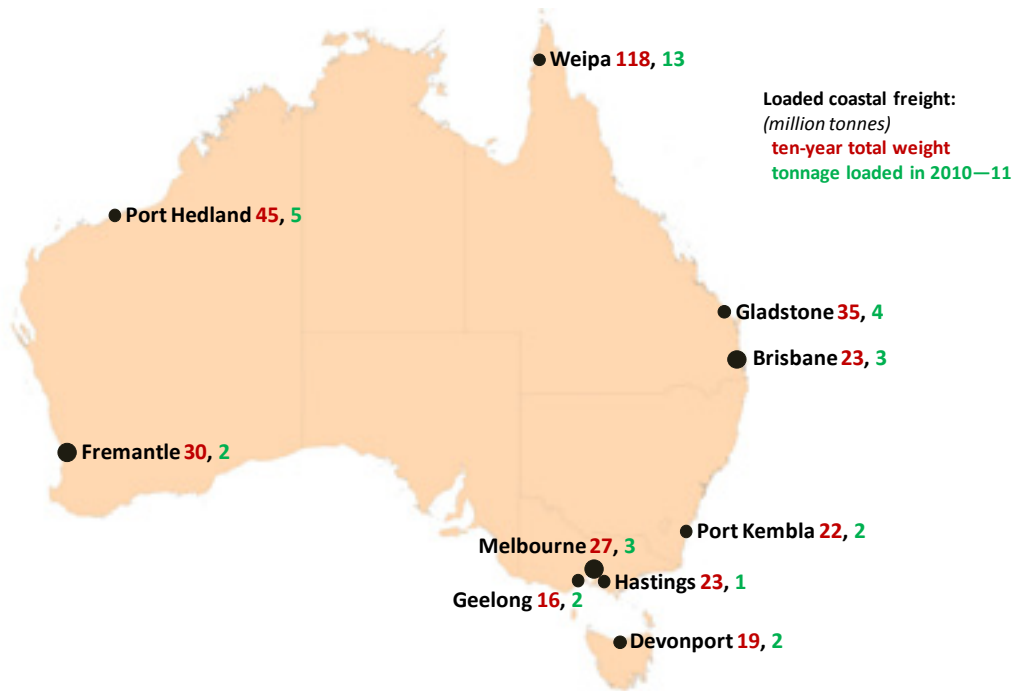 Weipa 118, 13
Loaded coastal freight:
(million tonnes)
ten-year total weight
tonnage loaded in 2010—11
Port Hedland 45, 5
Gladstone 35, 4
Brisbane 23, 3
Fremantle 30, 2
Port Kembla 22, 2
Melbourne 27, 3
Hastings 23, 1
Geelong 16, 2
Devonport 19, 2